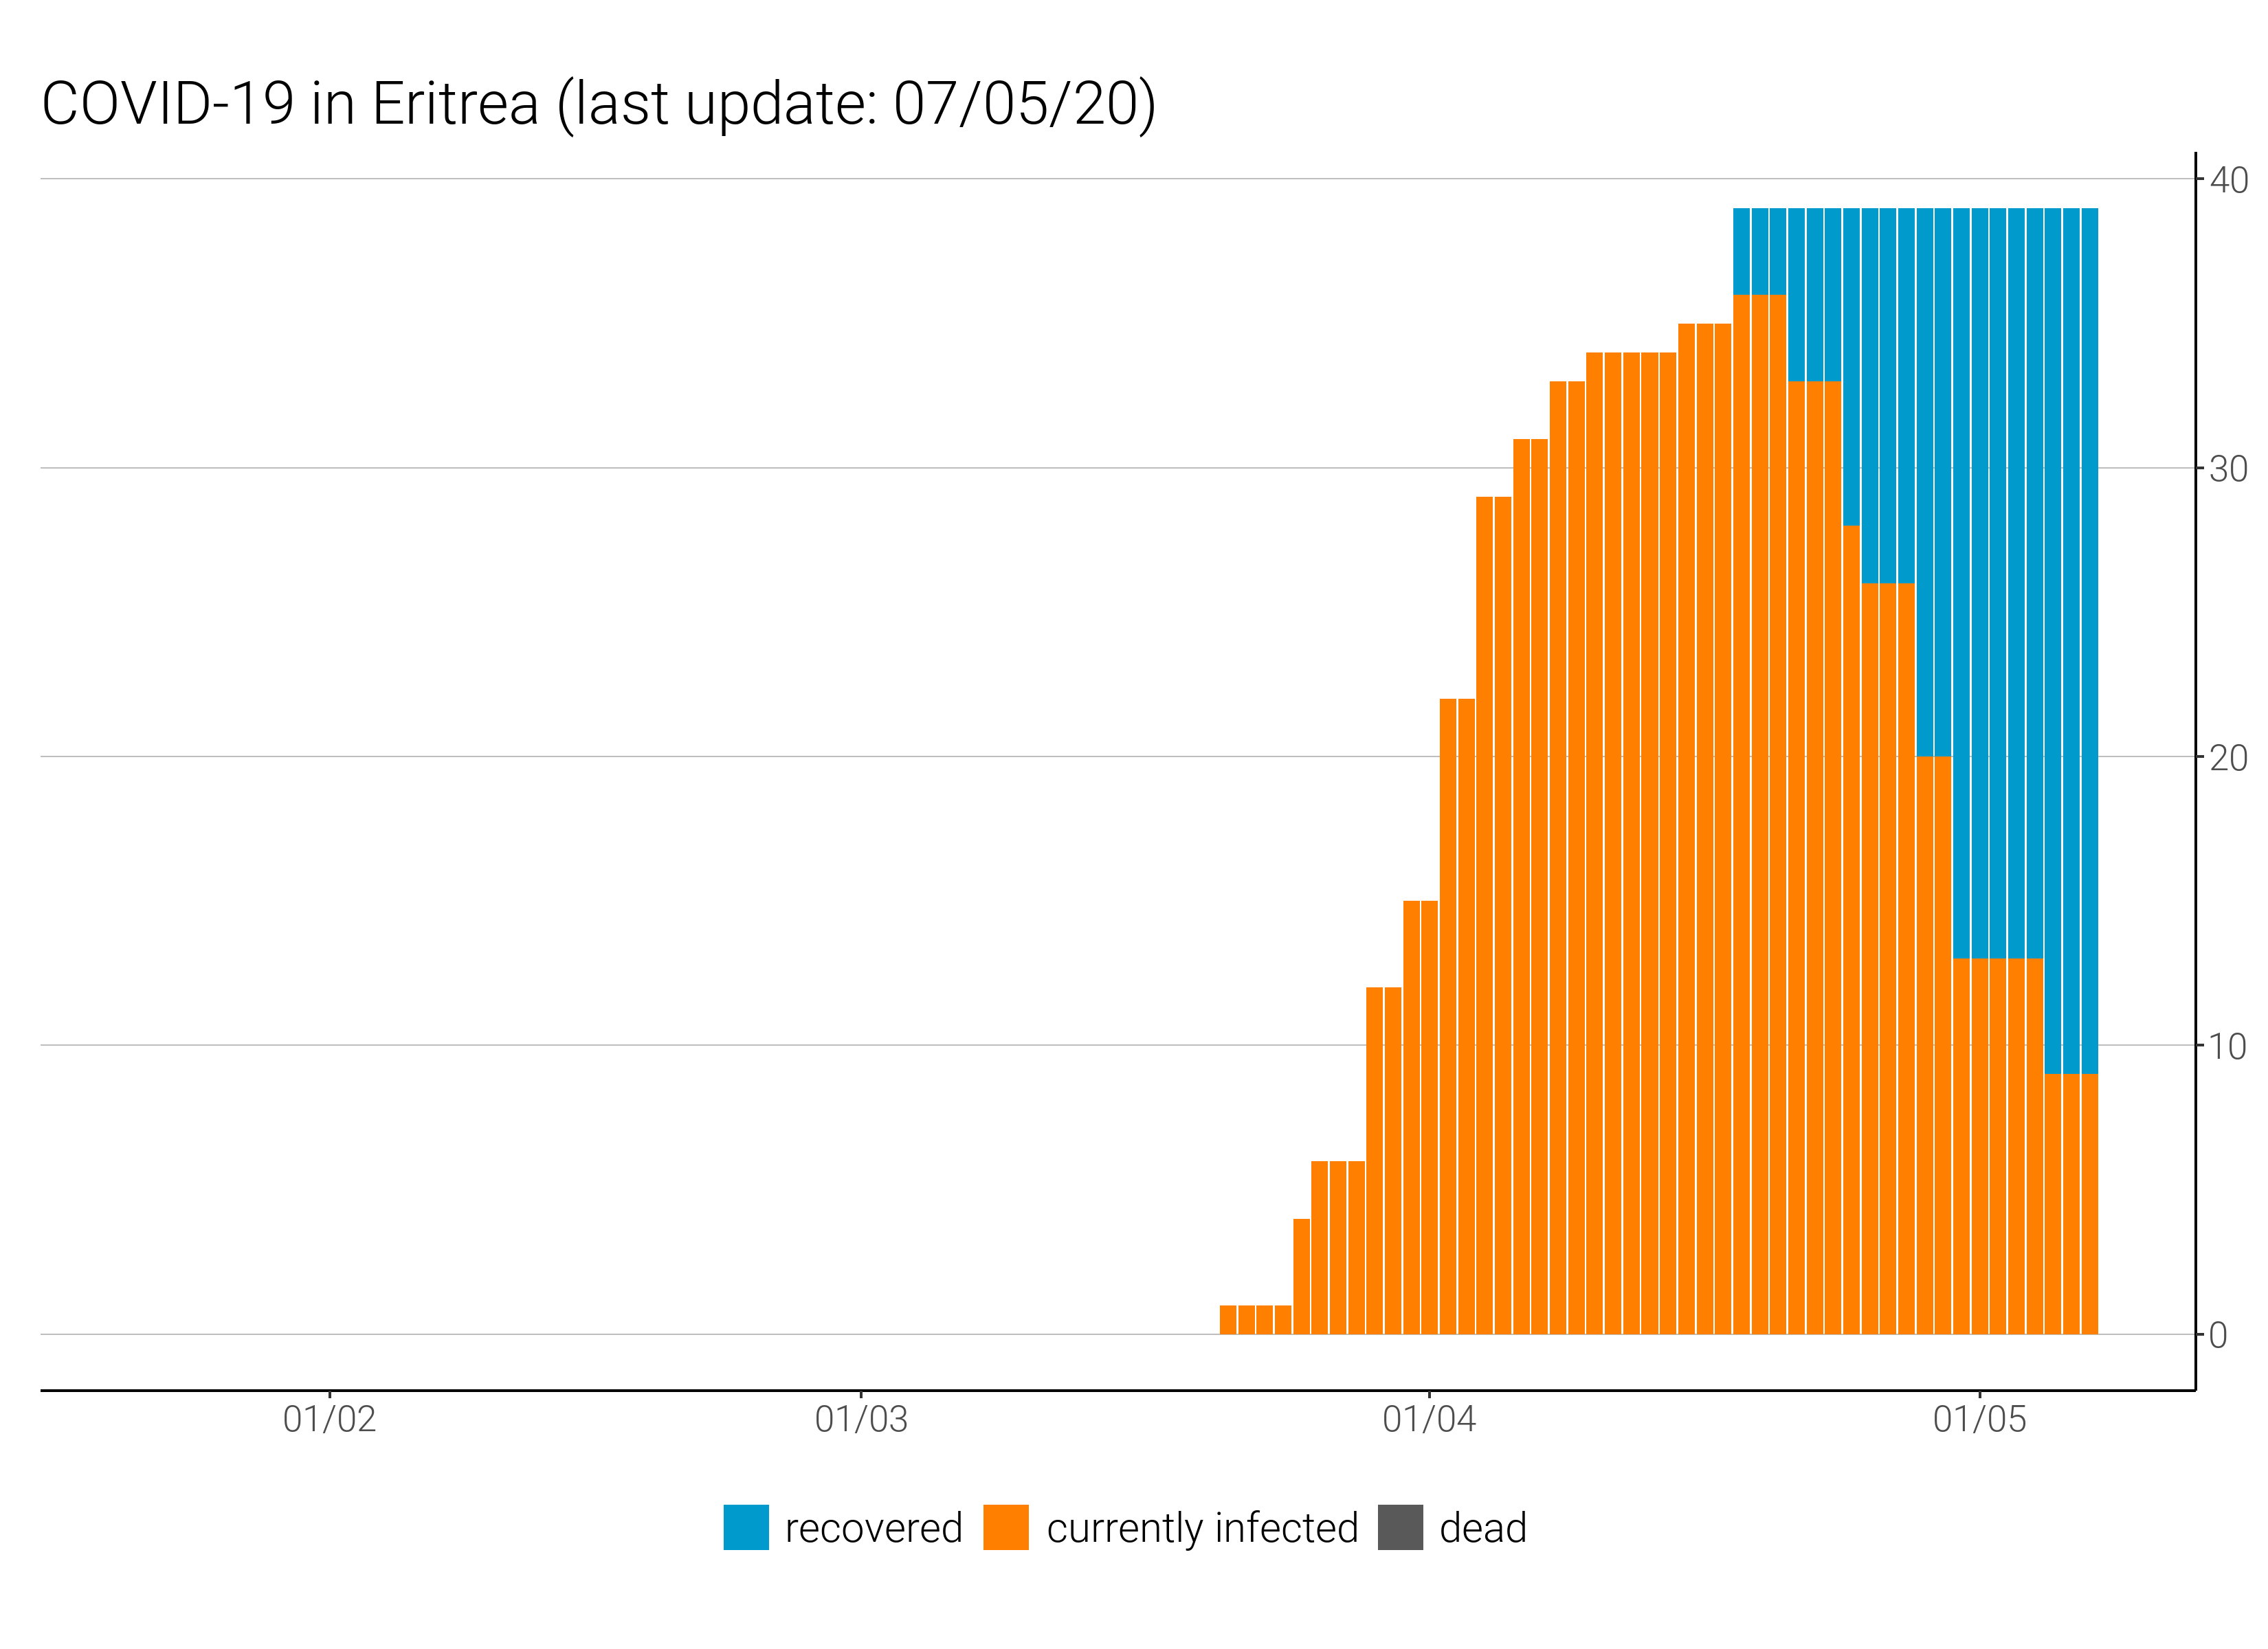 COVID-19 in Eritrea (last update: 07/05/20)
40
30
20
10
0
01/02 01/03 01/04 01/05
recovered currently infected dead